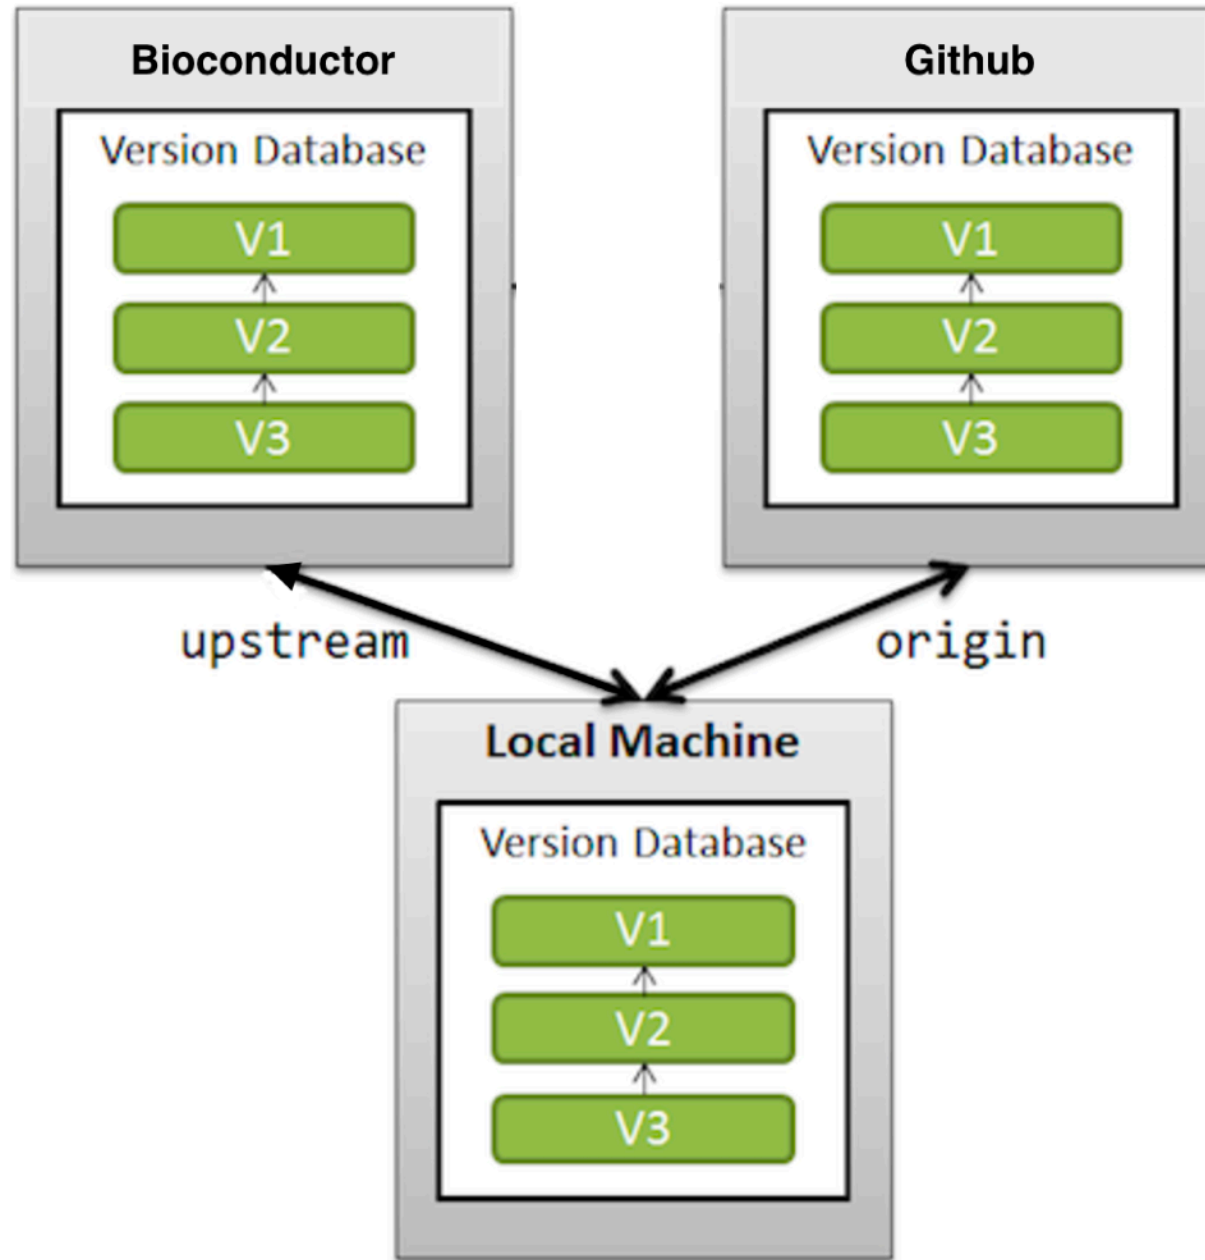 Bioconductor
Version Database
V1
V2
V3
Github
Version Database
V1
V2
V3
upstream
origin
Local Machine
Version Database
V1
V2
V3